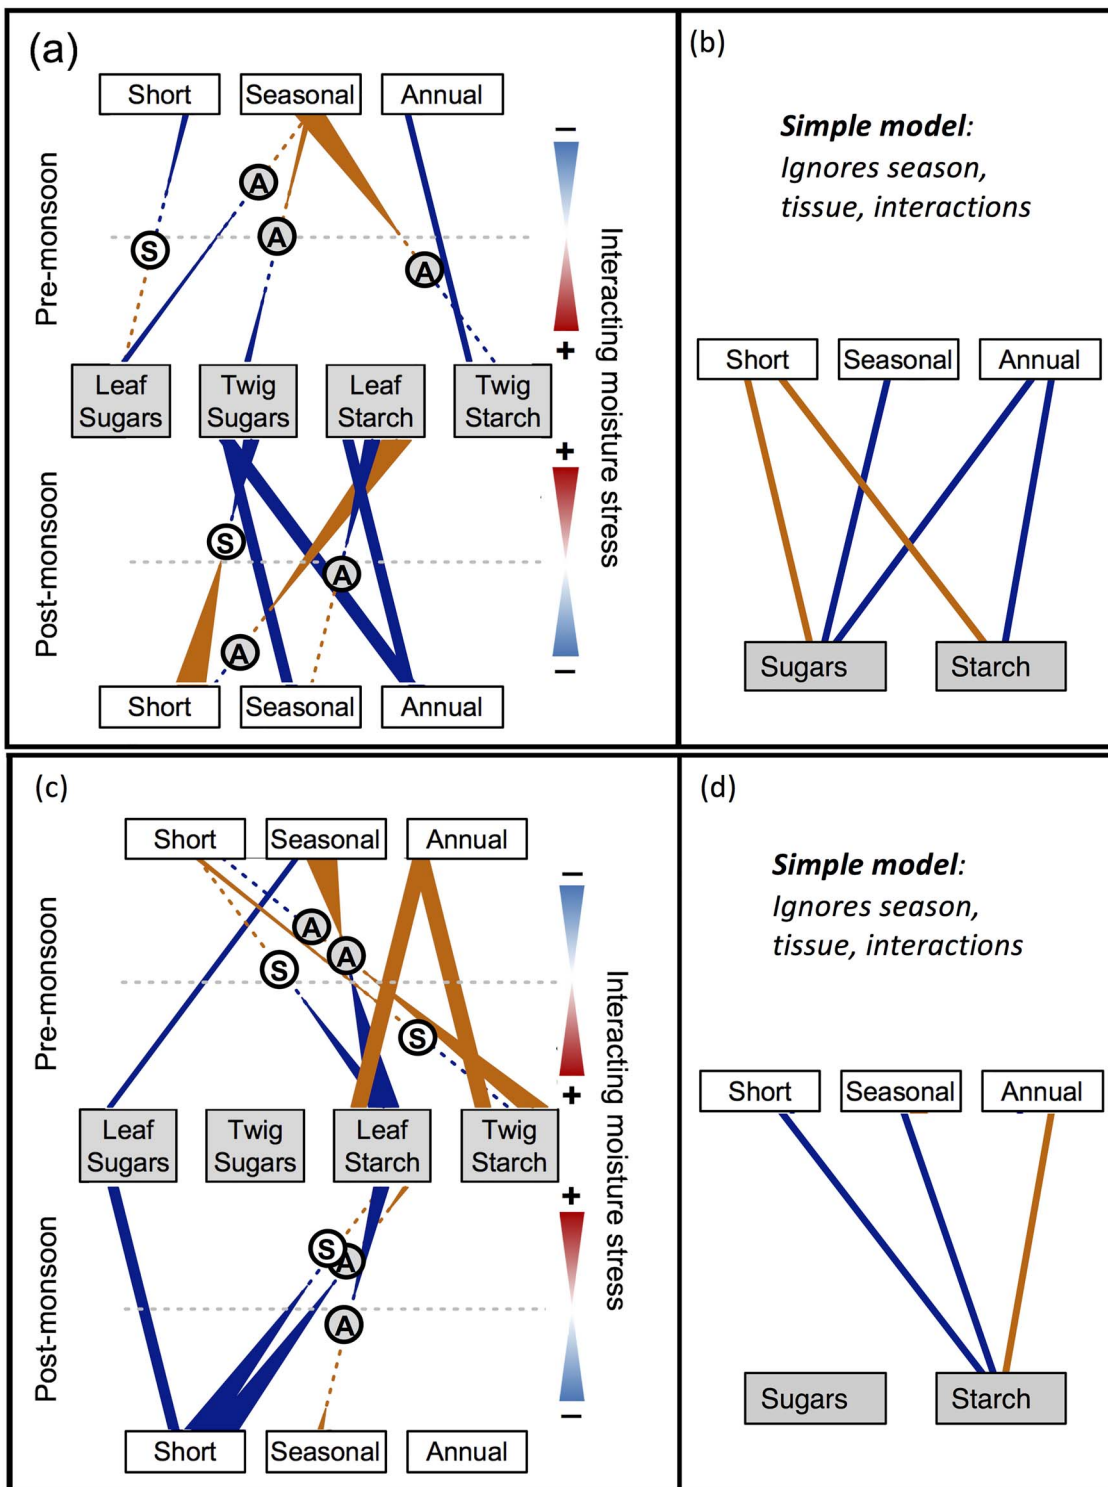 (a)
Short Seasonal Annual
− 
A
A
S
A
Pre-monsoon
+
Leaf Sugars
Twig Sugars
Leaf Starch
Twig Starch
+
S
A
A
Post-monsoon
−
Short Seasonal Annual
Interacting moisture stress
(b)
Simple model:
Ignores season,
tissue, interactions
Short Seasonal Annual
Sugars Starch
(c)
Short Seasonal Annual
−
A
A
S
S
Pre-monsoon
+
Leaf Sugars
Twig Sugars
Leaf Starch
Twig Starch
+
S
A
A
Post-monsoon
−
Short Seasonal Annual
Interacting moisture stress
(d)
Simple model:
Ignores season,
tissue, interactions
Short Seasonal Annual
Sugars Starch